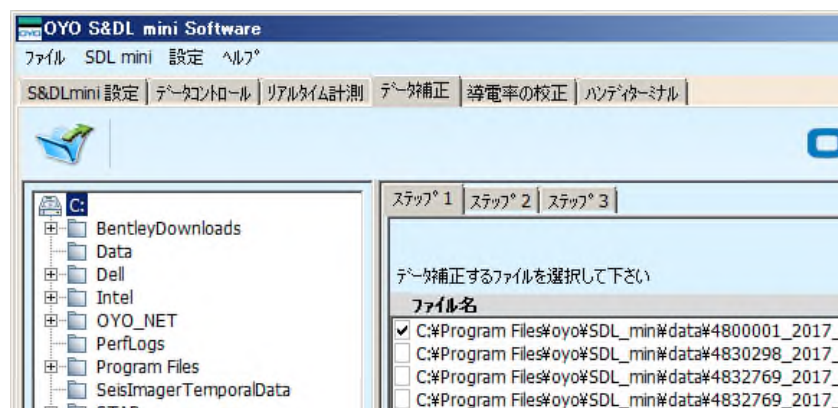 OYO S&DL mini Software
ファイル SDL mini 設定 ヘルプ
S&DLmini 設定 データコントロール リアルタイム計測 データ補正 導電率の校正 ハンディターミナル
C:
BentleyDownloads
Data
Dell
Intel
OYO_NET
PerfLogs
Program Files
SeisImagerTemporalData
ステップ 1 ステップ 2 ステップ 3
データ補正するファイルを選択して下さい
ファイル名
C:¥Program Files¥oyo¥SDL_min¥data¥4800001_2017_
C:¥Program Files¥oyo¥SDL_min¥data¥4830298_2017_
C:¥Program Files¥oyo¥SDL_min¥data¥4832769_2017_
C:¥Program Files¥oyo¥SDL_min¥data¥4832769_2017_